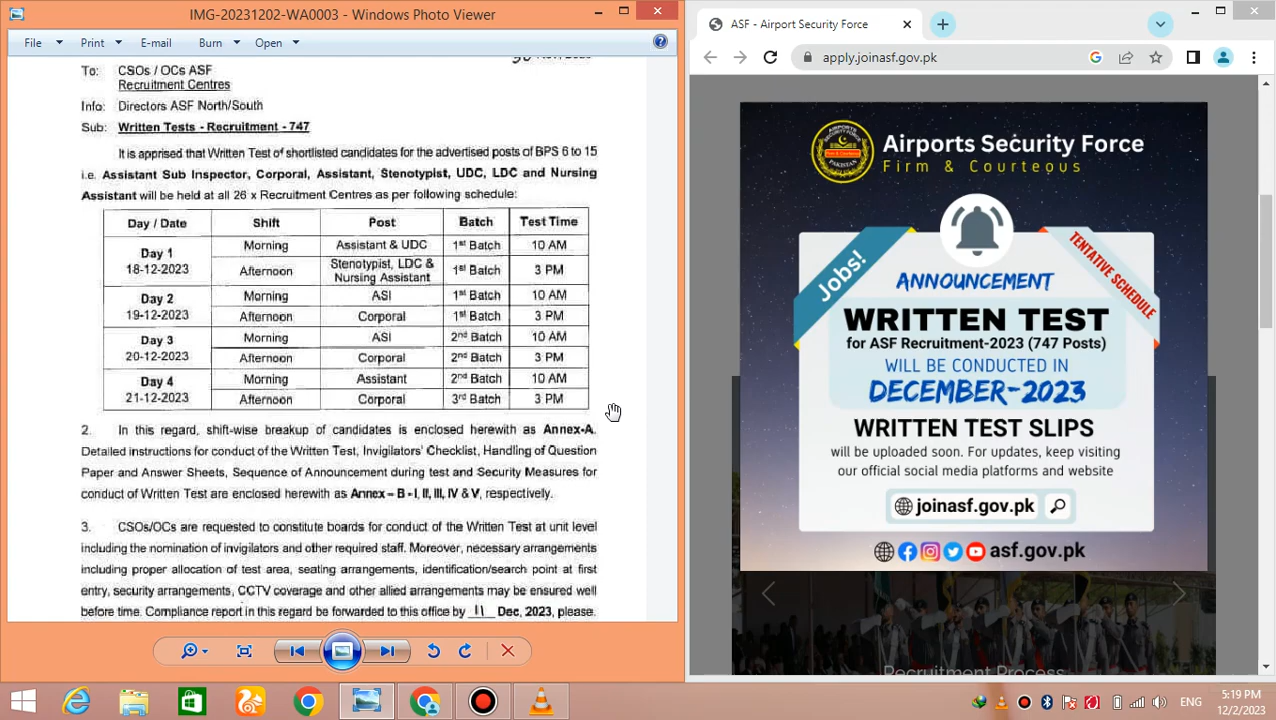 IMG-20231202-WA0003 - Windows Photo Viewer
File Print E-mail Burn Open
To: CSOs / OCs ASF
Recruitment Centres
Info: Directors ASF North/South
Sub: Written Tests - Recruitment - 747
It is apprised that Written Test of shortlisted candidates for the advertised posts of BPS 6 to 15
i.e. Assistant Sub Inspector, Corporal, Assistant, Stenotypist, UDC, LDC and Nursing
Assistant will be held at all 26 x Recruitment Centres as per following schedule:
Day / Date Shift Post Batch Test Time
Day 1 18-12-2023 Morning Assistant & UDC 1st Batch 10 AM
Afternoon Stenotypist, LDC & Nursing Assistant 1st Batch 3 PM
Day 2 19-12-2023 Morning ASI 1st Batch 10 AM
Afternoon Corporal 1st Batch 3 PM
Day 3 20-12-2023 Morning ASI 2nd Batch 10 AM
Afternoon Corporal 2nd Batch 3 PM
Day 4 21-12-2023 Morning Assistant 2nd Batch 10 AM
Afternoon Corporal 3rd Batch 3 PM
2. In this regard, shift-wise breakup of candidates is enclosed herewith as Annex-A.
Detailed instructions for conduct of the Written Test, Invigilators' Checklist, Handling of Question
Paper and Answer Sheets, Sequence of Announcement during test and Security Measures for
conduct of Written Test are enclosed herewith as Annex – B - I, II, III, IV & V, respectively.
3. CSOs/OCs are requested to constitute boards for conduct of the Written Test at unit level
including the nomination of invigilators and other required staff. Moreover, necessary arrangements
including proper allocation of test area, seating arrangements, identification/search point at first
entry, security arrangements, CCTV coverage and other allied arrangements may be ensured well
before time. Compliance report in this regard be forwarded to this office by 11 Dec, 2023, please.
ASF - Airport Security Force
apply.joinasf.gov.pk
Airports Security Force
Firm & Courteous
Jobs!
TENTATIVE SCHEDULE
ANNOUNCEMENT
WRITTEN TEST
for ASF Recruitment-2023 (747 Posts)
WILL BE CONDUCTED IN
DECEMBER-2023
WRITTEN TEST SLIPS
will be uploaded soon. For updates, keep visiting
our official social media platforms and website
joinasf.gov.pk
asf.gov.pk
Recruitment Process
ENG
5:19 PM
12/2/2023